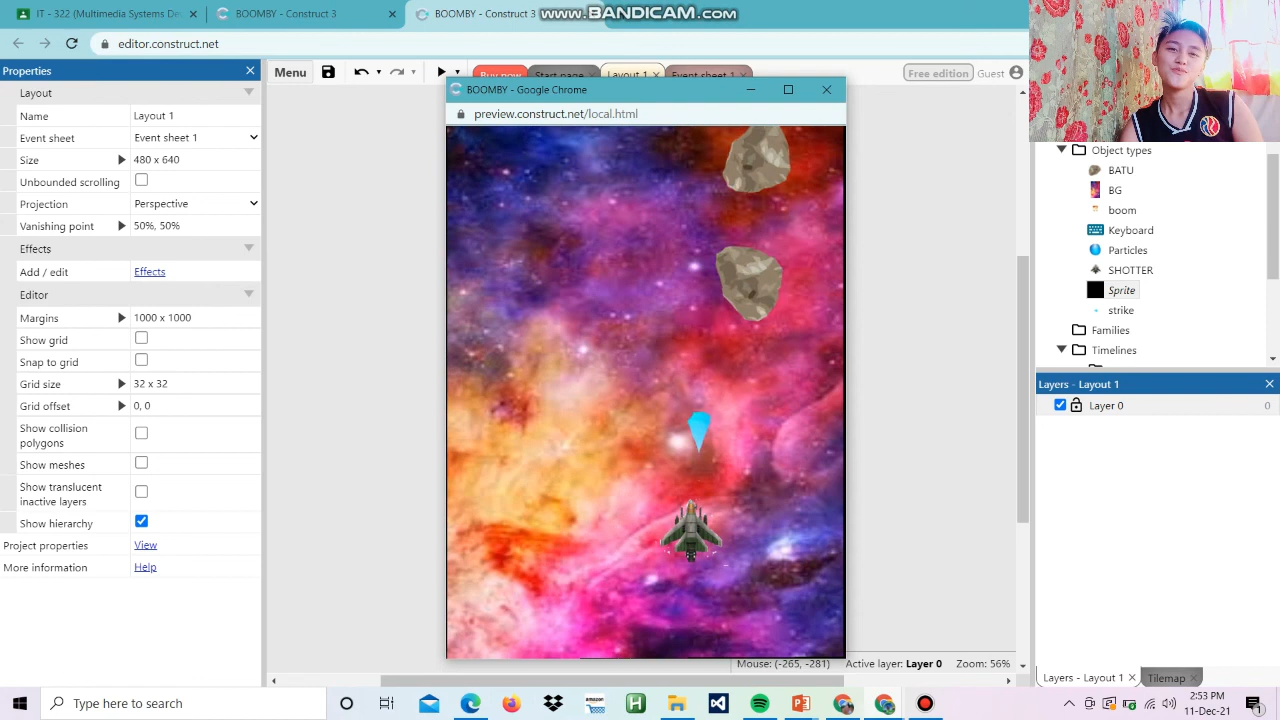 IT - 322 (Multimedia Systems De
BOOMBY - Construct 3
BOOMBY - Construct 3
www.BANDICAM.com
editor.construct.net
Properties
Menu
Buy now
Start page
Layout 1
Event sheet 1
Free edition
Guest
Layout
Name
Layout 1
Event sheet
Event sheet 1
Size
480 x 640
Unbounded scrolling
Projection
Perspective
Vanishing point
50%, 50%
Effects
Add / edit
Effects
Editor
Margins
1000 x 1000
Show grid
Snap to grid
Grid size
32 x 32
Grid offset
0, 0
Show collision
polygons
Show meshes
Show translucent
inactive layers
Show hierarchy
Project properties
View
More information
Help
BOOMBY - Google Chrome
preview.construct.net/local.html
Object types
BATU
BG
boom
Keyboard
Particles
SHOTTER
Sprite
strike
Families
Timelines
Layers - Layout 1
Layer 0
0
Mouse: (-265, -281)
Active layer: Layer 0
Zoom: 56%
Layers - Layout 1
Tilemap
Type here to search
amazon
2:53 PM
11-Dec-21
1